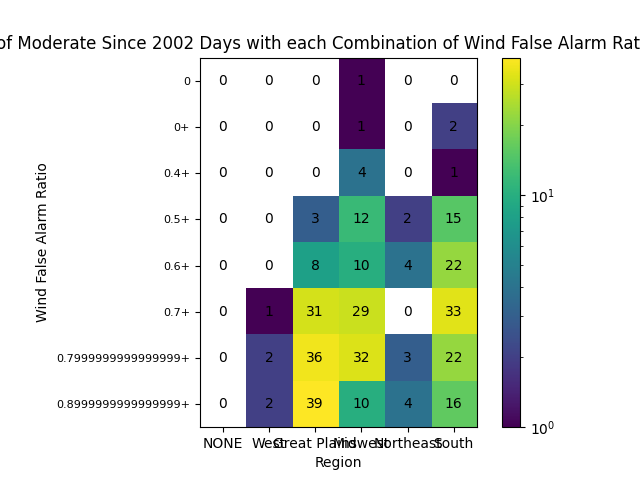 of Moderate Since 2002 Days with each Combination of Wind False Alarm Rat
0 0 0 0 1 0 0
0+ 0 0 0 1 0 2
0.4+ 0 0 0 4 0 1
0.5+ 0 0 3 12 2 15
0.6+ 0 0 8 10 4 22
0.7+ 0 1 31 29 0 33
0.7999999999999999+ 0 2 36 32 3 22
0.8999999999999999+ 0 2 39 10 4 16
NONE West Great Plains Midwest Northeast South
Region
Wind False Alarm Ratio
10¹
10⁰